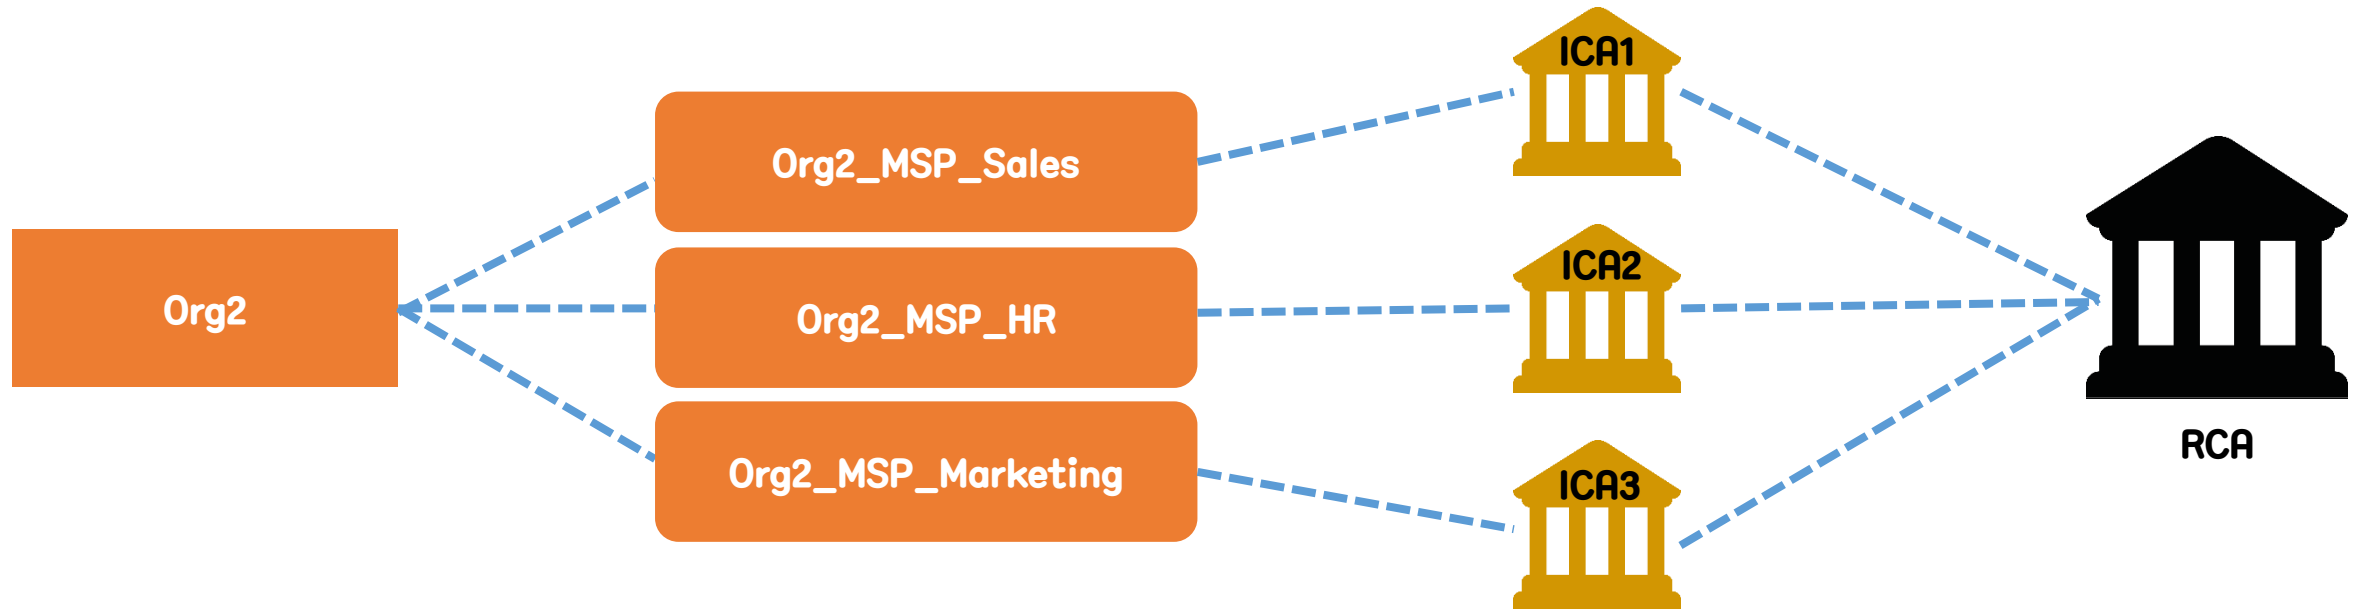 Org2
Org2_MSP_Sales
Org2_MSP_HR
Org2_MSP_Marketing
ICA1
ICA2
ICA3
RCA